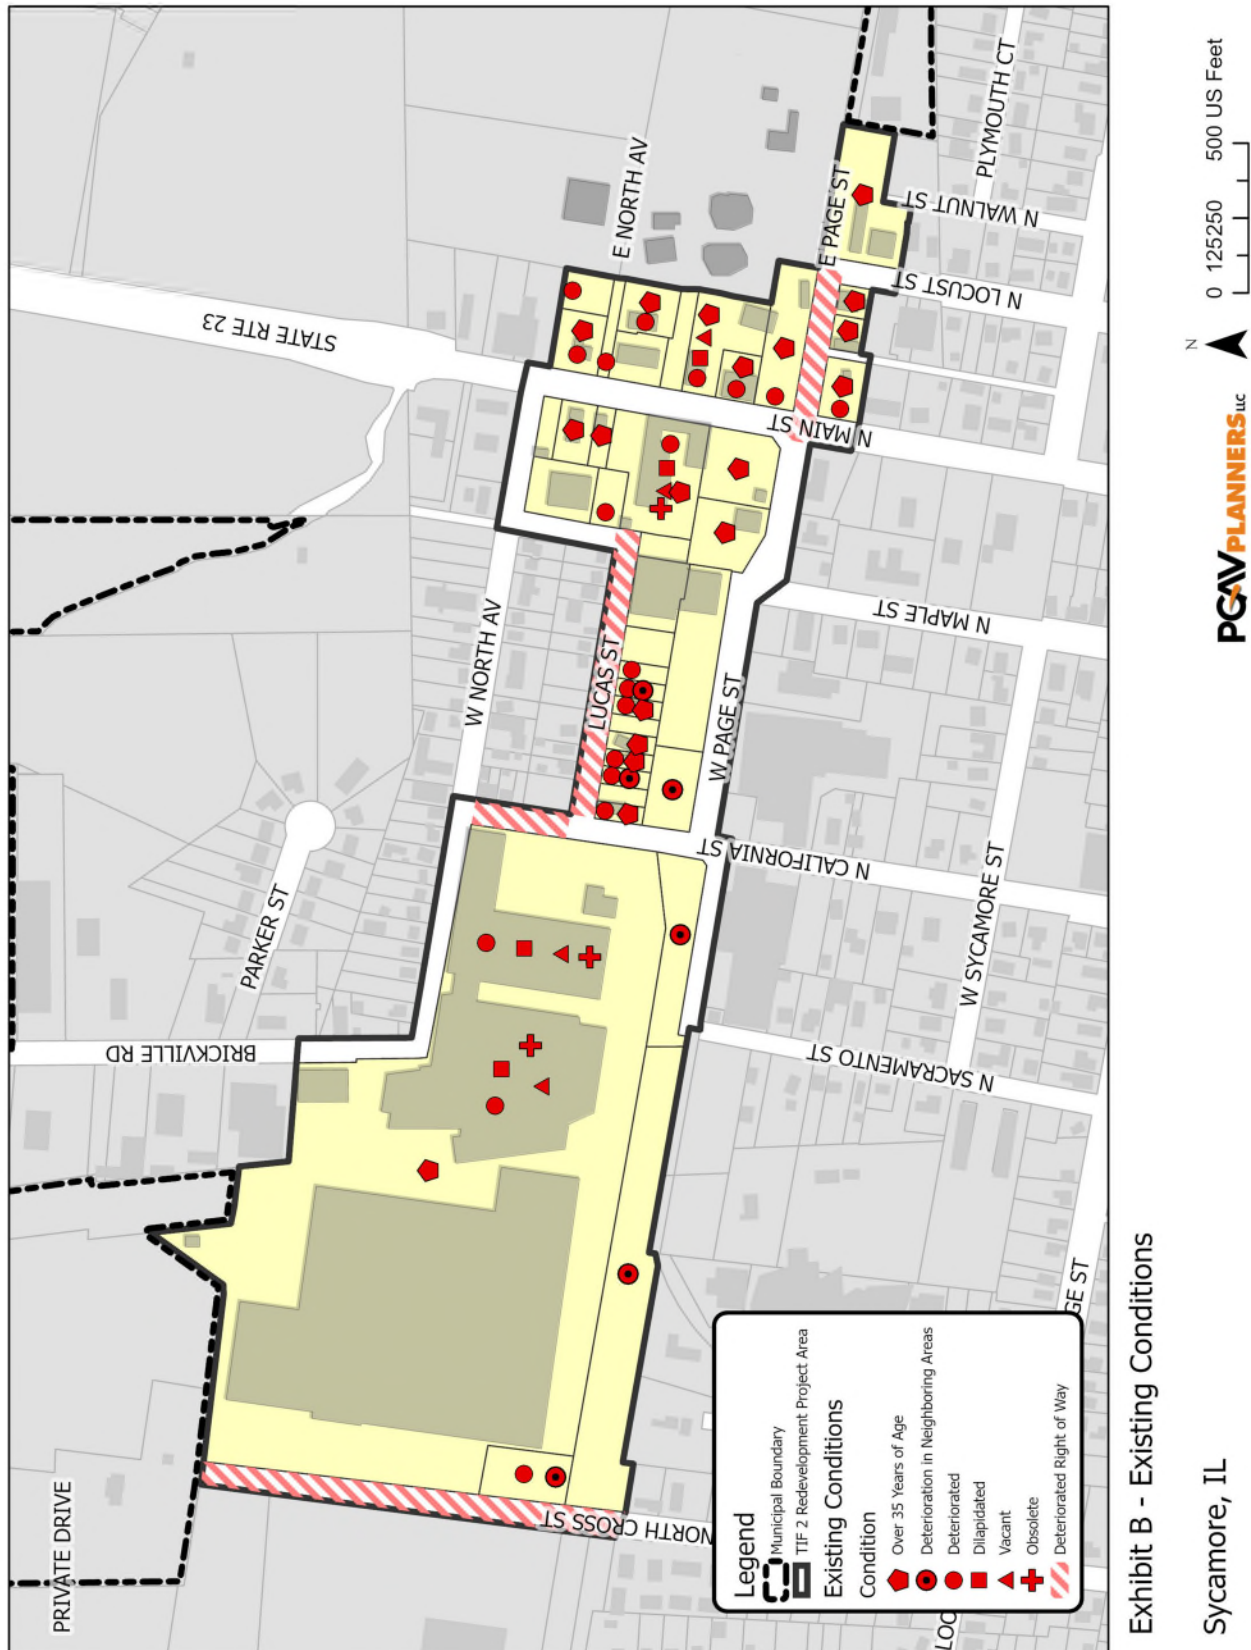 PRIVATE DRIVE
BRICKVILLE RD
PARKER ST
W NORTH AV
STATE RTE 23
E NORTH AV
LUCAS ST
W PAGE ST
E PAGE ST
PLYMOUTH CT
N WALNUT ST
N LOCUST ST
N MAIN ST
N MAPLE ST
N CALIFORNIA ST
W SYCAMORE ST
N SACRAMENTO ST
NORTH CROSS ST
GE ST
LOC
Legend
Municipal Boundary
TIF 2 Redevelopment Project Area
Existing Conditions
Condition
Over 35 Years of Age
Deterioration in Neighboring Areas
Deteriorated
Dilapidated
Vacant
Obsolete
Deteriorated Right of Way
Exhibit B - Existing Conditions
Sycamore, IL
PGAVPLANNERS LLC
N
0 125250 500 US Feet